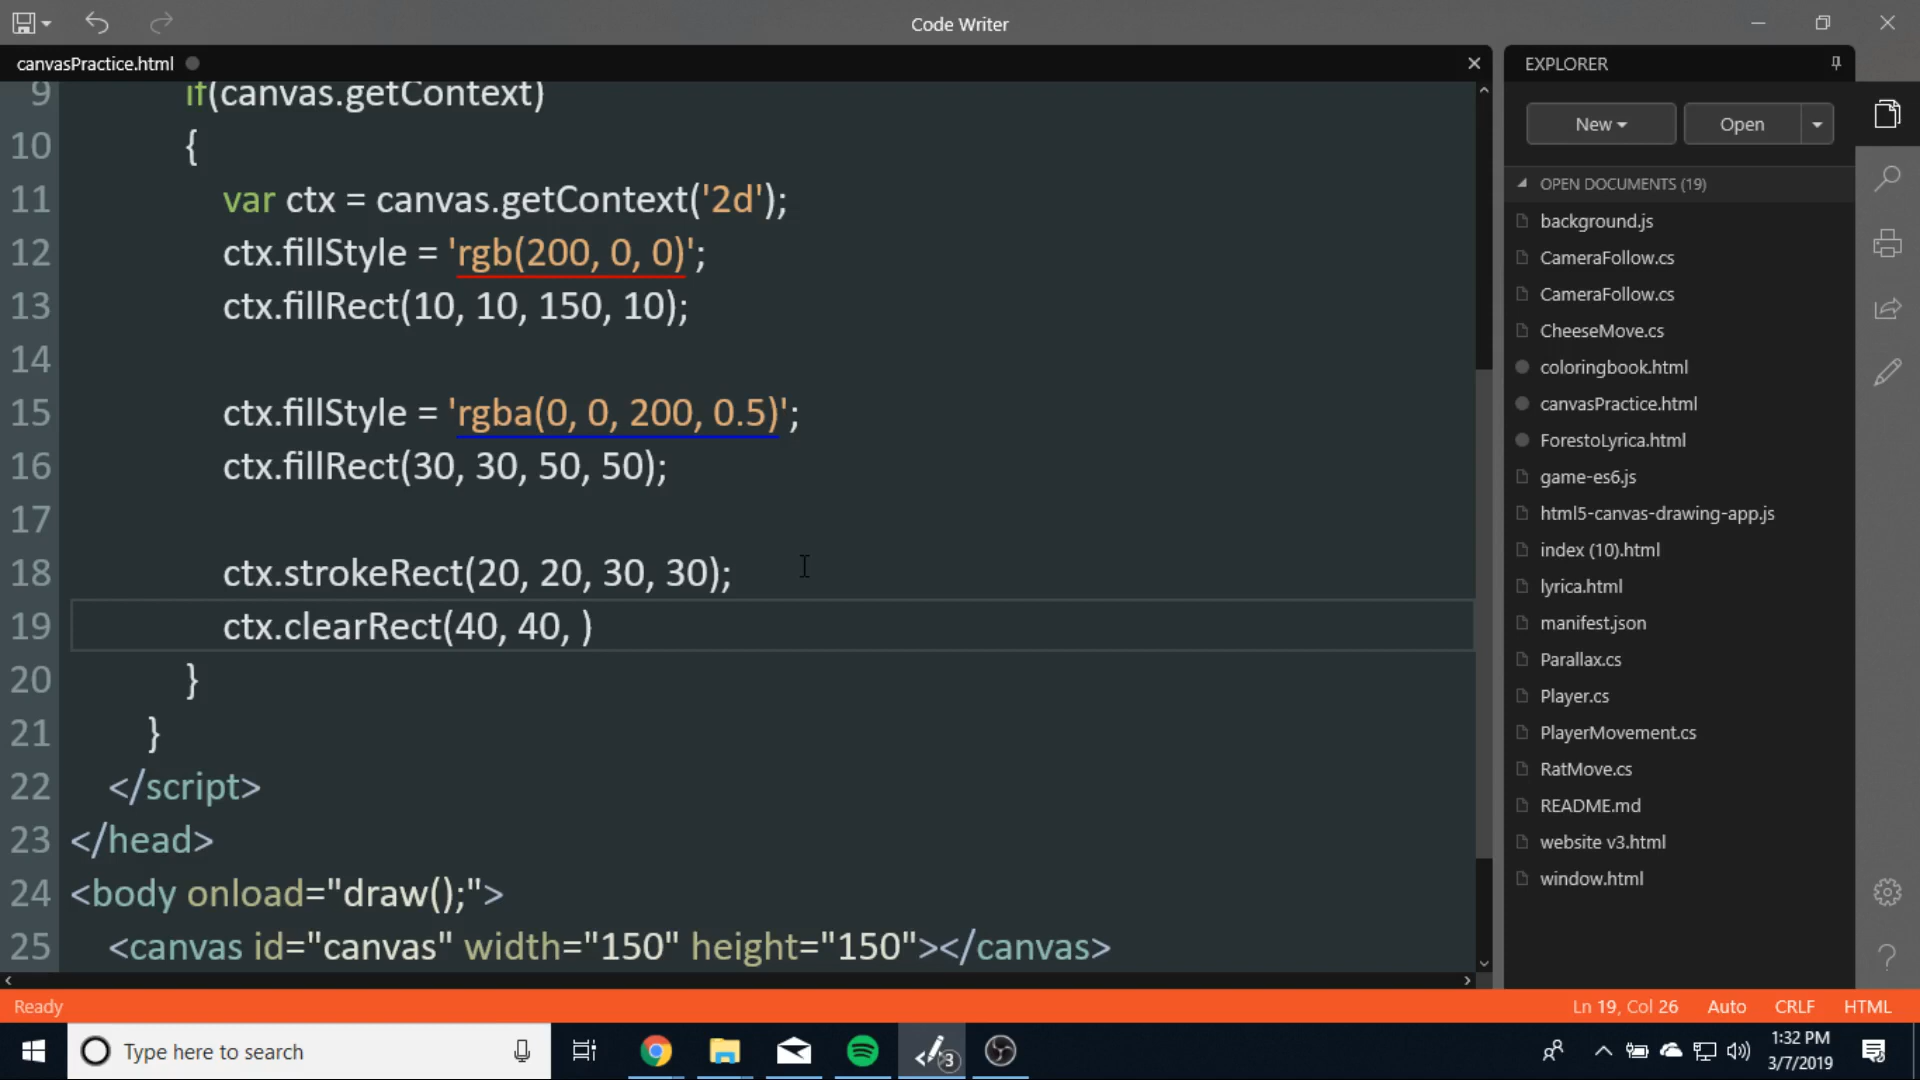 Code Writer
canvasPractice.html
9 if(canvas.getContext)
10 {
11 var ctx = canvas.getContext('2d');
12 ctx.fillStyle = 'rgb(200, 0, 0)';
13 ctx.fillRect(10, 10, 150, 10);
14
15 ctx.fillStyle = 'rgba(0, 0, 200, 0.5)';
16 ctx.fillRect(30, 30, 50, 50);
17
18 ctx.strokeRect(20, 20, 30, 30);
19 ctx.clearRect(40, 40, )
20 }
21 }
22 </script>
23 </head>
24 <body onload="draw();">
25 <canvas id="canvas" width="150" height="150"></canvas>
EXPLORER
New
Open
OPEN DOCUMENTS (19)
background.js
CameraFollow.cs
CameraFollow.cs
CheeseMove.cs
coloringbook.html
canvasPractice.html
ForestoLyrica.html
game-es6.js
html5-canvas-drawing-app.js
index (10).html
lyrica.html
manifest.json
Parallax.cs
Player.cs
PlayerMovement.cs
RatMove.cs
README.md
website v3.html
window.html
Ready
Ln 19, Col 26
Auto
CRLF
HTML
Type here to search
3
1:32 PM
3/7/2019